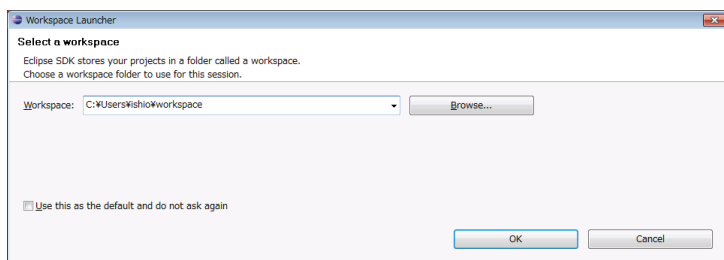 Workspace Launcher
Select a workspace
Eclipse SDK stores your projects in a folder called a workspace.
Choose a workspace folder to use for this session.
Workspace: C:¥Users¥ishio¥workspace Browse...
Use this as the default and do not ask again
OK Cancel